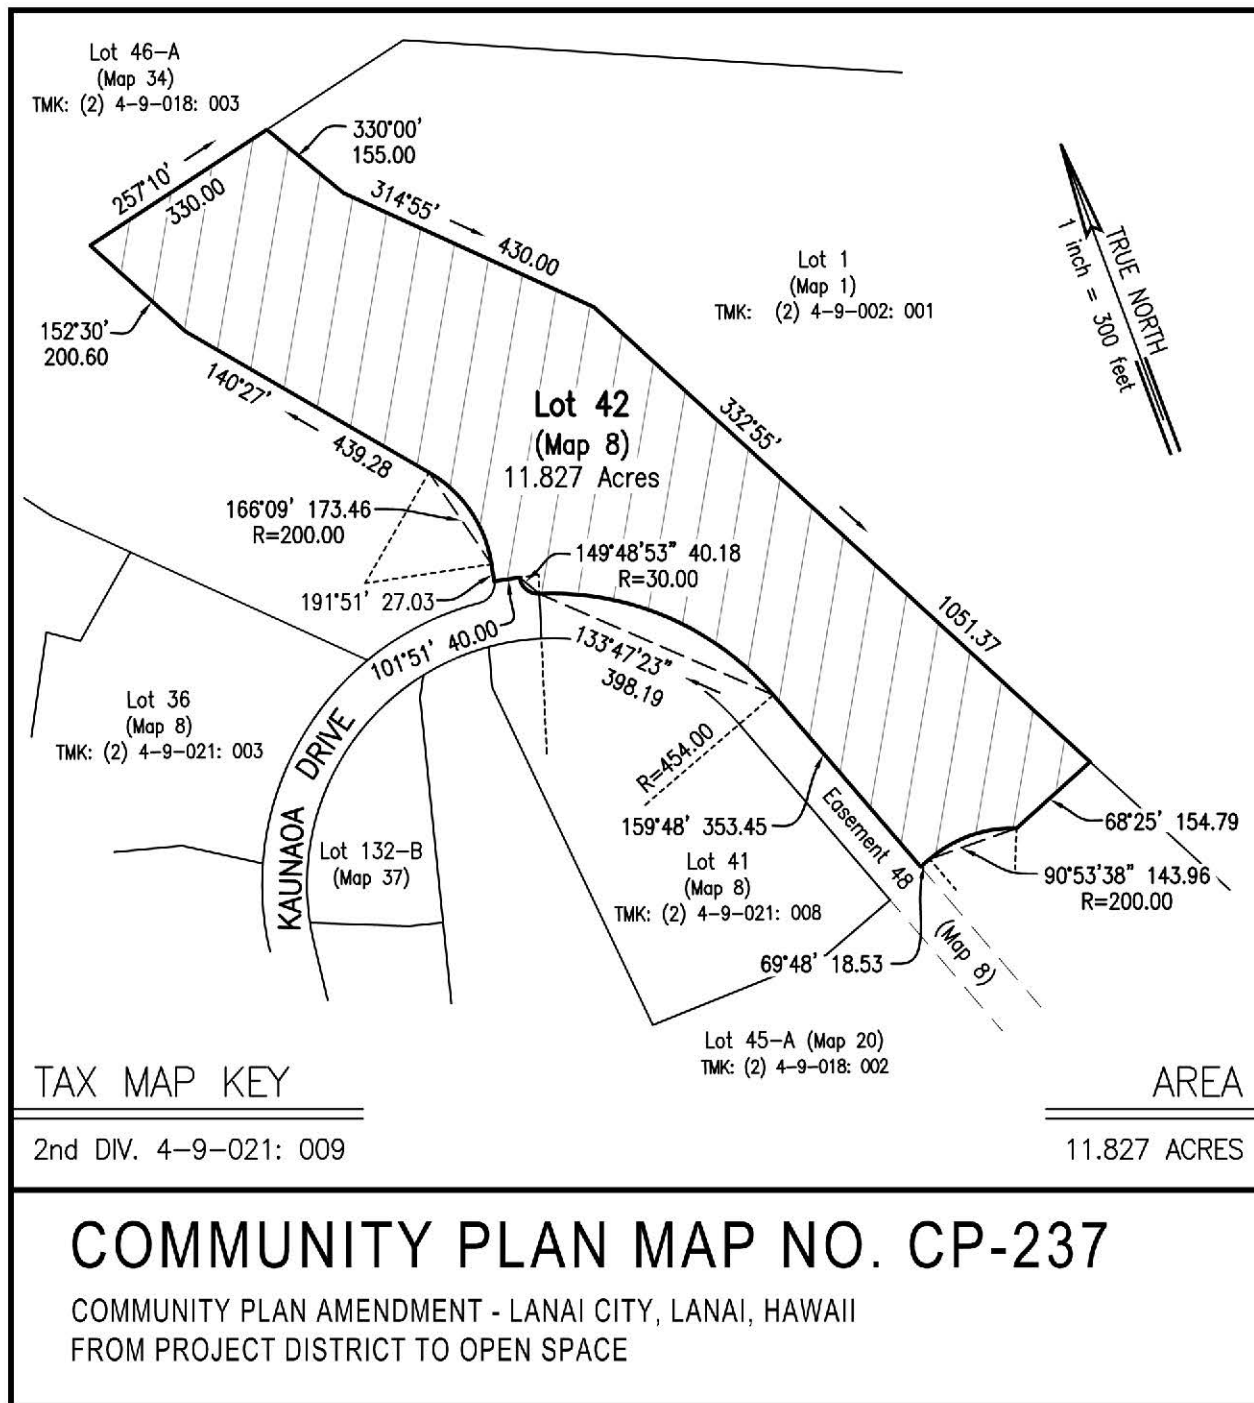 Lot 46-A
(Map 34)
TMK: (2) 4-9-018: 003
330°00'
155.00
257°10'
330.00
314°55'
430.00
Lot 1
(Map 1)
TMK: (2) 4-9-002: 001
TRUE NORTH
1 inch = 300 feet
152°30'
200.60
140°27'
439.28
Lot 42
(Map 8)
11.827 Acres
332°55'
1051.37
166°09' 173.46
R=200.00
149°48'53" 40.18
R=30.00
191°51' 27.03
101°51' 40.00
133°47'23"
398.19
R=454.00
Lot 36
(Map 8)
TMK: (2) 4-9-021: 003
KAUNAOA DRIVE
Lot 132-B
(Map 37)
159°48' 353.45
Easement 48
(Map 8)
Lot 41
(Map 8)
TMK: (2) 4-9-021: 008
68°25' 154.79
90°53'38" 143.96
R=200.00
69°48' 18.53
Lot 45-A (Map 20)
TMK: (2) 4-9-018: 002
TAX MAP KEY
2nd DIV. 4-9-021: 009
AREA
11.827 ACRES
COMMUNITY PLAN MAP NO. CP-237
COMMUNITY PLAN AMENDMENT - LANAI CITY, LANAI, HAWAII
FROM PROJECT DISTRICT TO OPEN SPACE